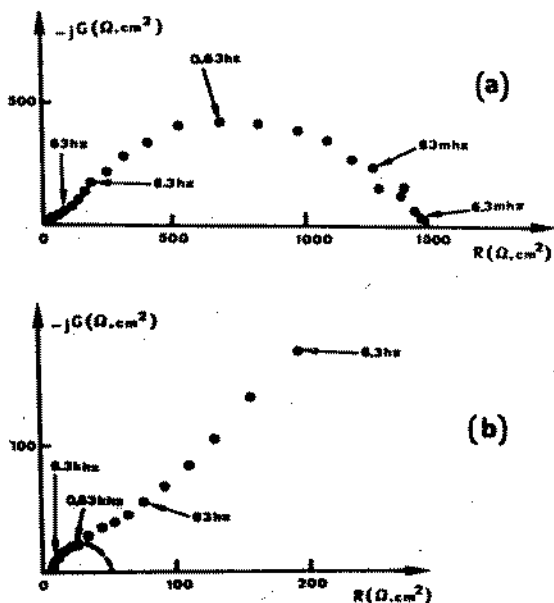 -jG(Ω.cm²)
0.63hz
(a)
500
63hz
6.3hz
63mhz
6.3mhz
0
500
1000
1500
R(Ω.cm²)
-jG(Ω.cm²)
6.3hz
(b)
100
6.3khz
0.63khz
63hz
0
100
200
R(Ω.cm²)